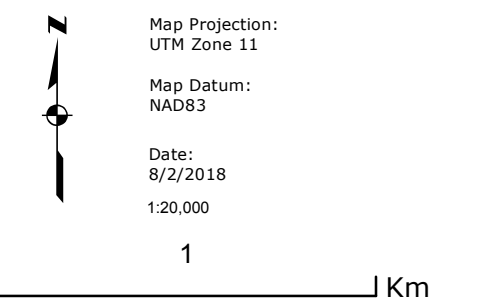 N
Map Projection:
UTM Zone 11
Map Datum:
NAD83
Date:
8/2/2018
1:20,000
1
Km